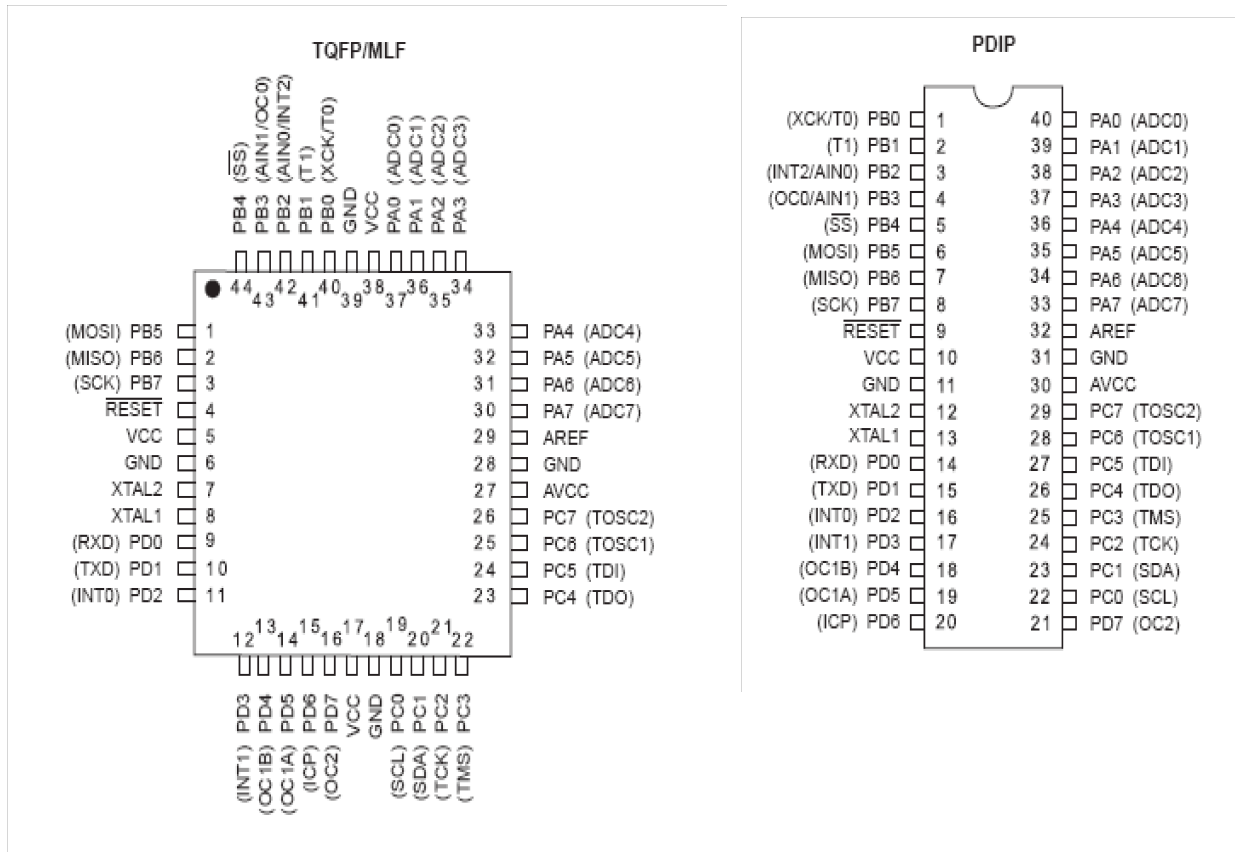 TQFP/MLF
PB4 (SS)
PB3 (AIN1/OC0)
PB2 (AIN0/INT2)
PB1 (T1)
PB0 (XCK/T0)
GND
VCC
PA0 (ADC0)
PA1 (ADC1)
PA2 (ADC2)
PA3 (ADC3)
44 43 42 41 40 39 38 37 36 35 34
(MOSI) PB5 1
(MISO) PB6 2
(SCK) PB7 3
RESET 4
VCC 5
GND 6
XTAL2 7
XTAL1 8
(RXD) PD0 9
(TXD) PD1 10
(INT0) PD2 11
33 PA4 (ADC4)
32 PA5 (ADC5)
31 PA6 (ADC6)
30 PA7 (ADC7)
29 AREF
28 GND
27 AVCC
26 PC7 (TOSC2)
25 PC6 (TOSC1)
24 PC5 (TDI)
23 PC4 (TDO)
12 13 14 15 16 17 18 19 20 21 22
(INT1) PD3
(OC1B) PD4
(OC1A) PD5
(ICP) PD6
(OC2) PD7
VCC
GND
(SCL) PC0
(SDA) PC1
(TCK) PC2
(TMS) PC3
PDIP
(XCK/T0) PB0 1 40 PA0 (ADC0)
(T1) PB1 2 39 PA1 (ADC1)
(INT2/AIN0) PB2 3 38 PA2 (ADC2)
(OC0/AIN1) PB3 4 37 PA3 (ADC3)
(SS) PB4 5 36 PA4 (ADC4)
(MOSI) PB5 6 35 PA5 (ADC5)
(MISO) PB6 7 34 PA6 (ADC6)
(SCK) PB7 8 33 PA7 (ADC7)
RESET 9 32 AREF
VCC 10 31 GND
GND 11 30 AVCC
XTAL2 12 29 PC7 (TOSC2)
XTAL1 13 28 PC6 (TOSC1)
(RXD) PD0 14 27 PC5 (TDI)
(TXD) PD1 15 26 PC4 (TDO)
(INT0) PD2 16 25 PC3 (TMS)
(INT1) PD3 17 24 PC2 (TCK)
(OC1B) PD4 18 23 PC1 (SDA)
(OC1A) PD5 19 22 PC0 (SCL)
(ICP) PD6 20 21 PD7 (OC2)